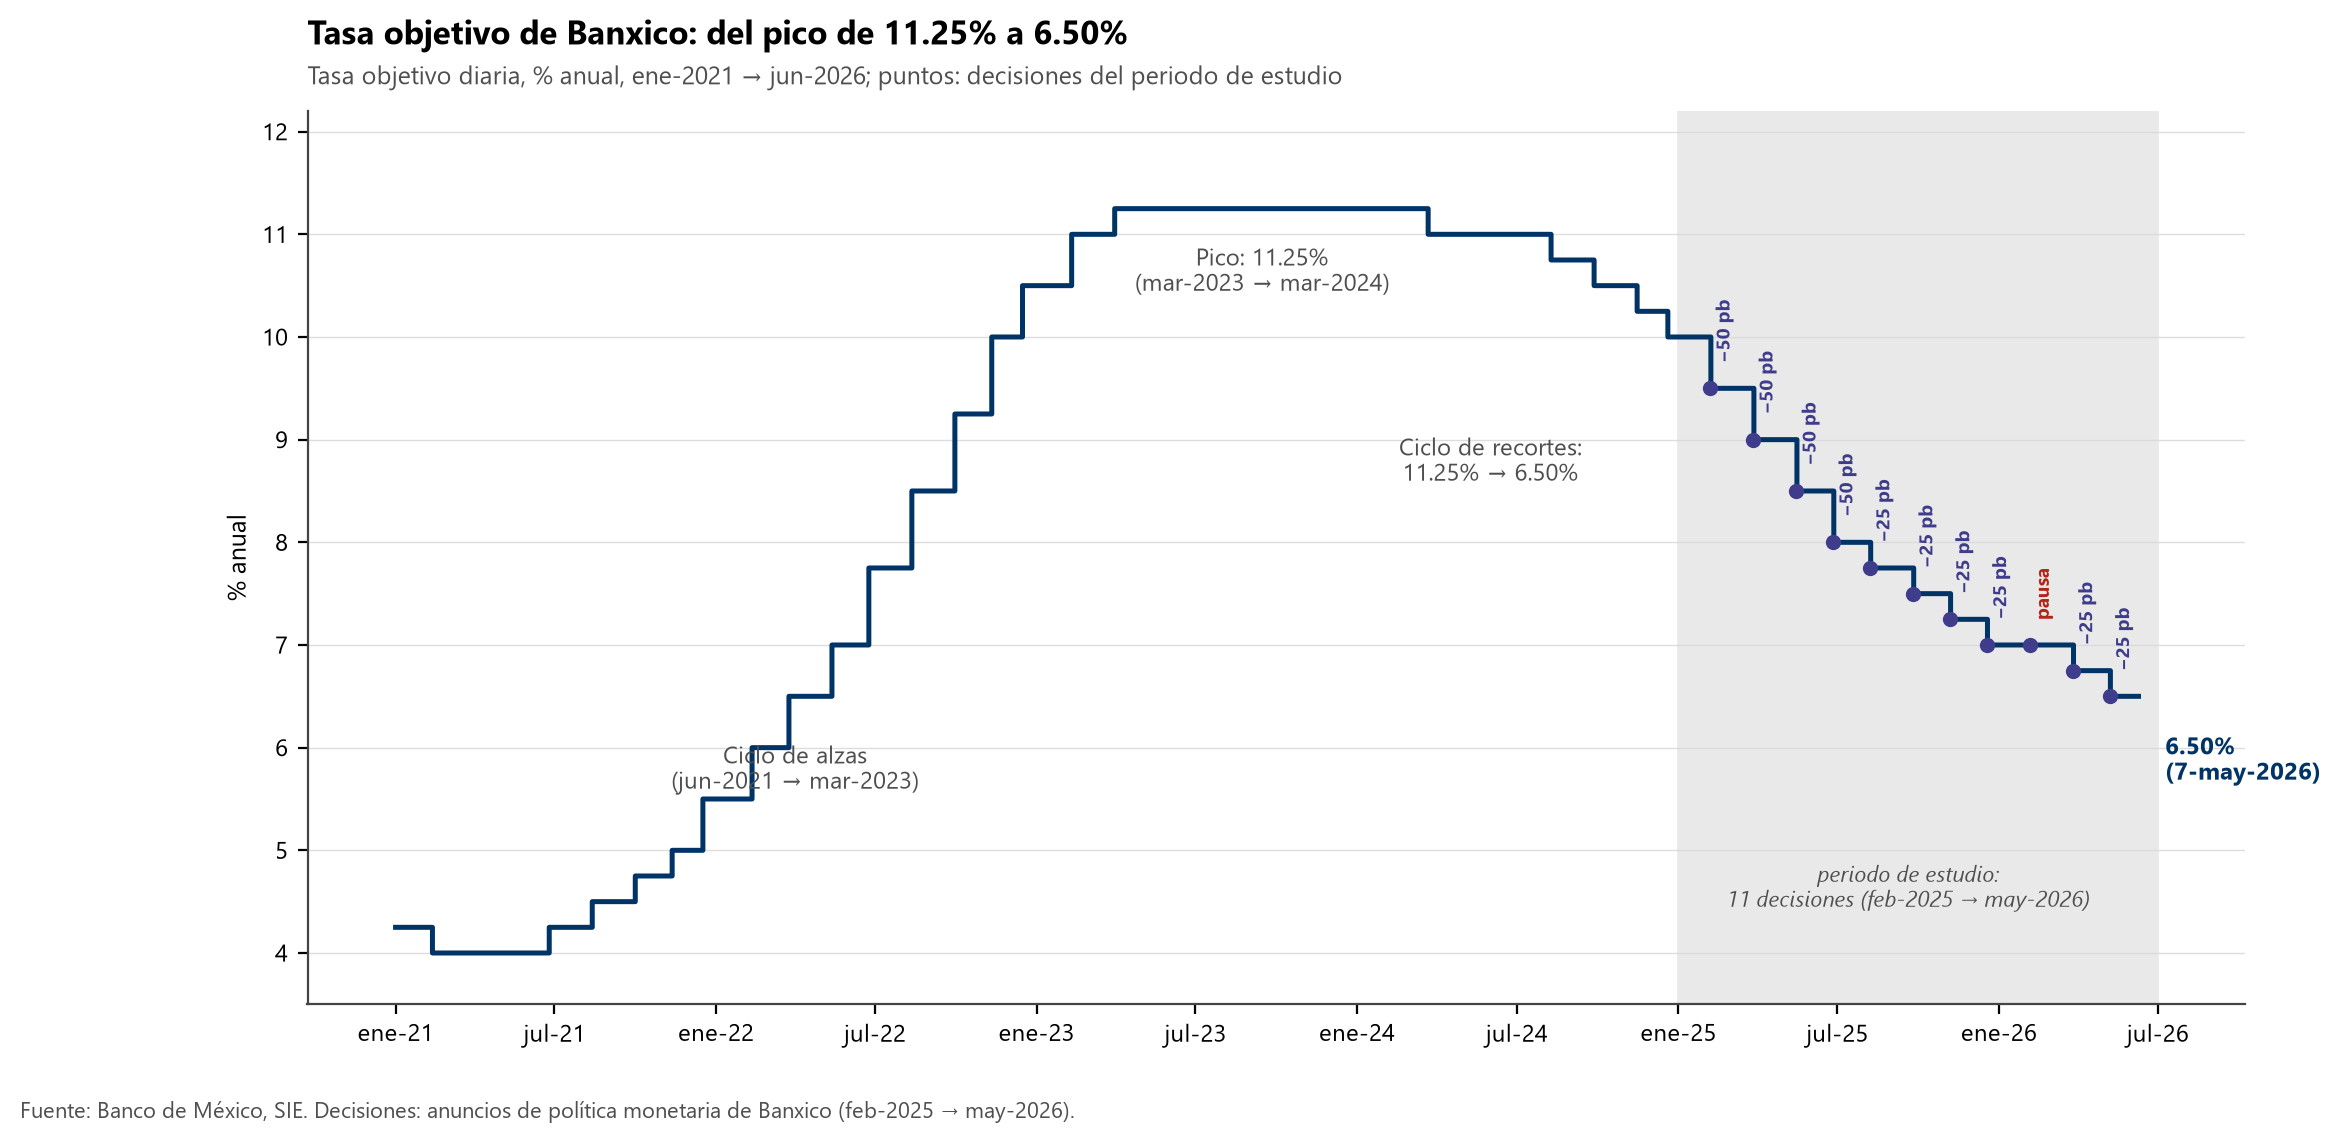 Tasa objetivo de Banxico: del pico de 11.25% a 6.50%
Tasa objetivo diaria, % anual, ene-2021 → jun-2026; puntos: decisiones del periodo de estudio
% anual
12
11
10
9
8
7
6
5
4
Pico: 11.25%
(mar-2023 → mar-2024)
Ciclo de recortes:
11.25% → 6.50%
Ciclo de alzas
(jun-2021 → mar-2023)
−50 pb
−50 pb
−50 pb
−50 pb
−25 pb
−25 pb
−25 pb
−25 pb
pausa
−25 pb
−25 pb
6.50%
(7-may-2026)
periodo de estudio:
11 decisiones (feb-2025 → may-2026)
ene-21
jul-21
ene-22
jul-22
ene-23
jul-23
ene-24
jul-24
ene-25
jul-25
ene-26
jul-26
Fuente: Banco de México, SIE. Decisiones: anuncios de política monetaria de Banxico (feb-2025 → may-2026).